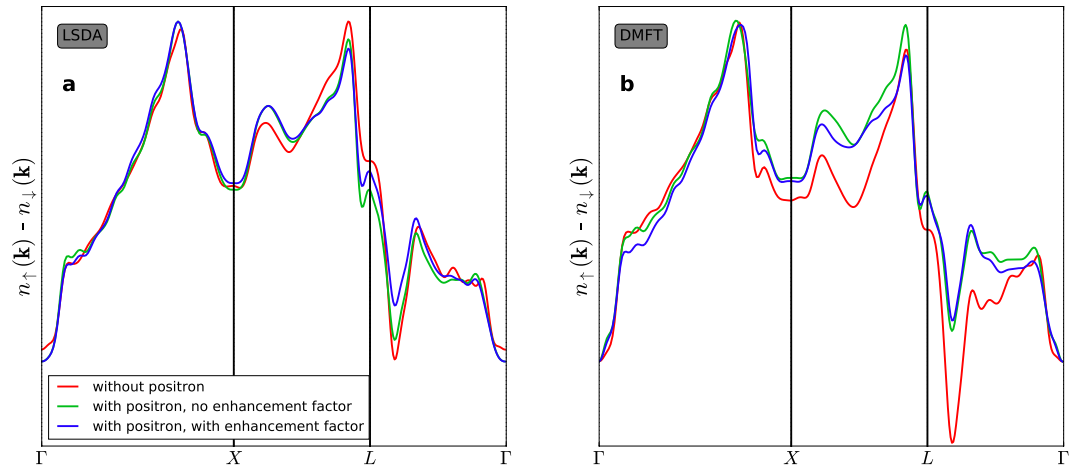 LSDA
a
n↑(k) - n↓(k)
without positron
with positron, no enhancement factor
with positron, with enhancement factor
Γ X L Γ
DMFT
b
n↑(k) - n↓(k)
Γ X L Γ